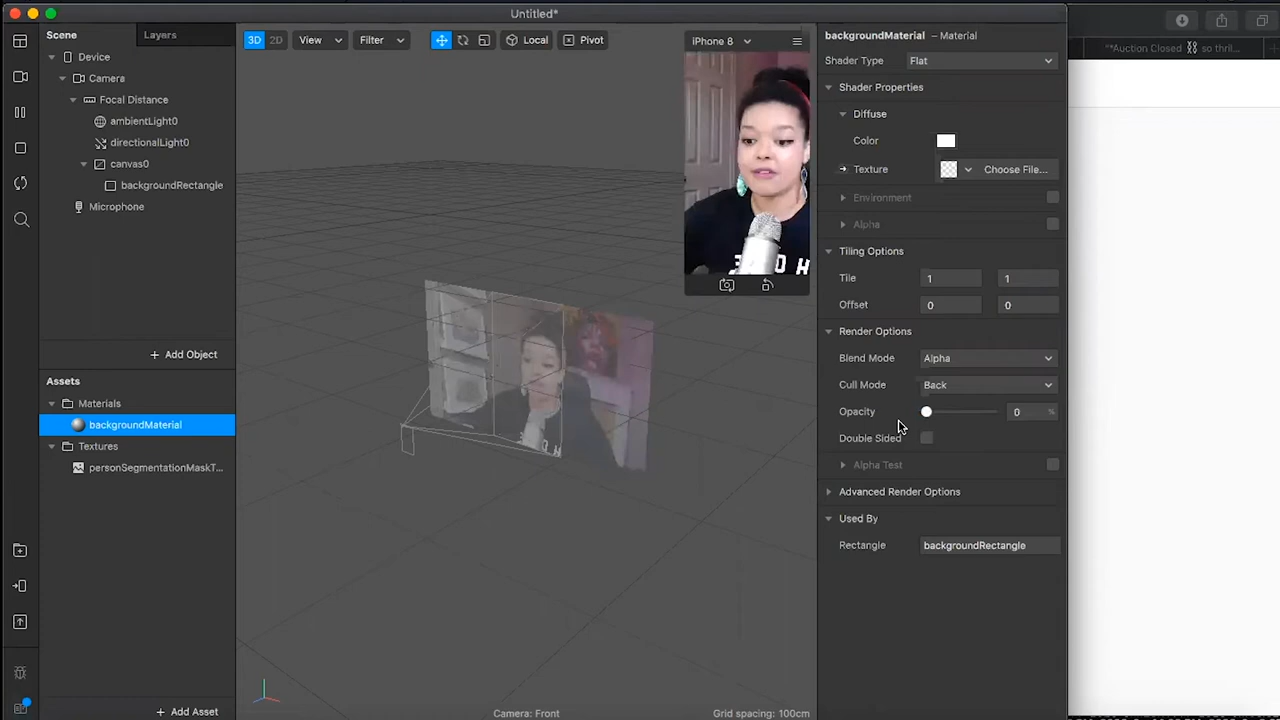 Untitled*
**Auction Closed ⛓ so thril...
Scene
Layers
Device
Camera
Focal Distance
ambientLight0
directionalLight0
canvas0
backgroundRectangle
Microphone
Add Object
Assets
Materials
backgroundMaterial
Textures
personSegmentationMaskT...
Add Asset
3D 2D View Filter Local Pivot
iPhone 8
Camera: Front
Grid spacing: 100cm
backgroundMaterial – Material
Shader Type Flat
Shader Properties
Diffuse
Color
Texture Choose File...
Environment
Alpha
Tiling Options
Tile 1 1
Offset 0 0
Render Options
Blend Mode Alpha
Cull Mode Back
Opacity 0 %
Double Sided
Alpha Test
Advanced Render Options
Used By
Rectangle backgroundRectangle